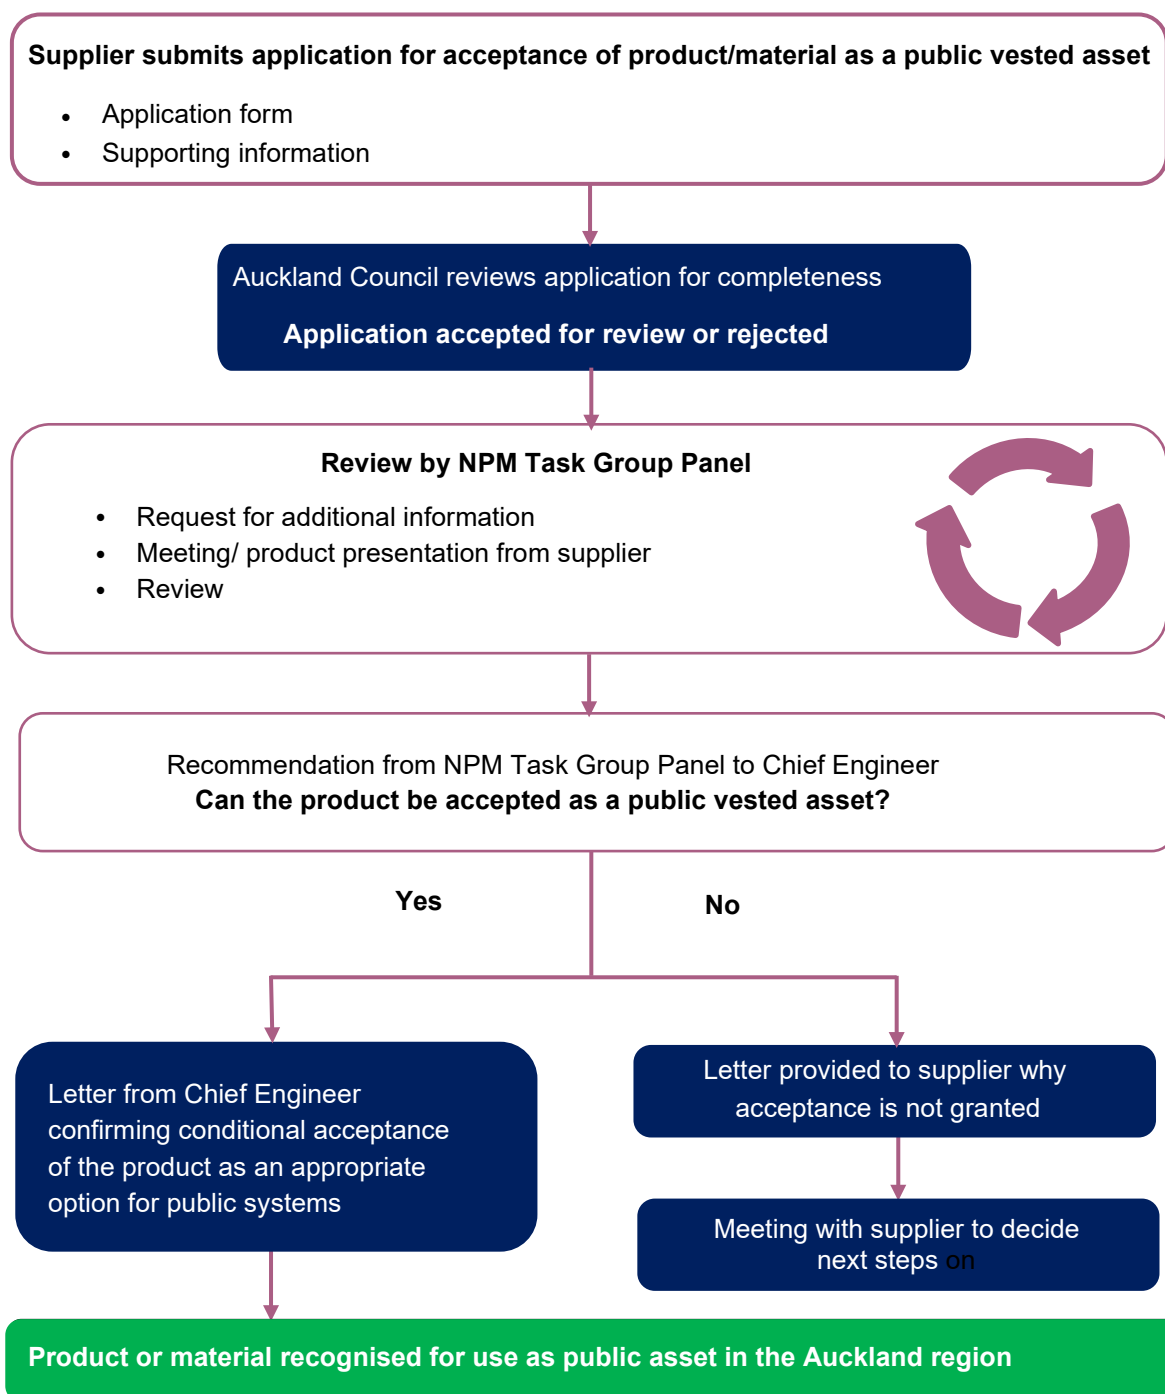 Supplier submits application for acceptance of product/material as a public vested asset
• Application form
• Supporting information
Auckland Council reviews application for completeness
Application accepted for review or rejected
Review by NPM Task Group Panel
• Request for additional information
• Meeting/ product presentation from supplier
• Review
Recommendation from NPM Task Group Panel to Chief Engineer
Can the product be accepted as a public vested asset?
Yes
No
Letter from Chief Engineer
confirming conditional acceptance
of the product as an appropriate
option for public systems
Letter provided to supplier why
acceptance is not granted
Meeting with supplier to decide
next steps on
Product or material recognised for use as public asset in the Auckland region